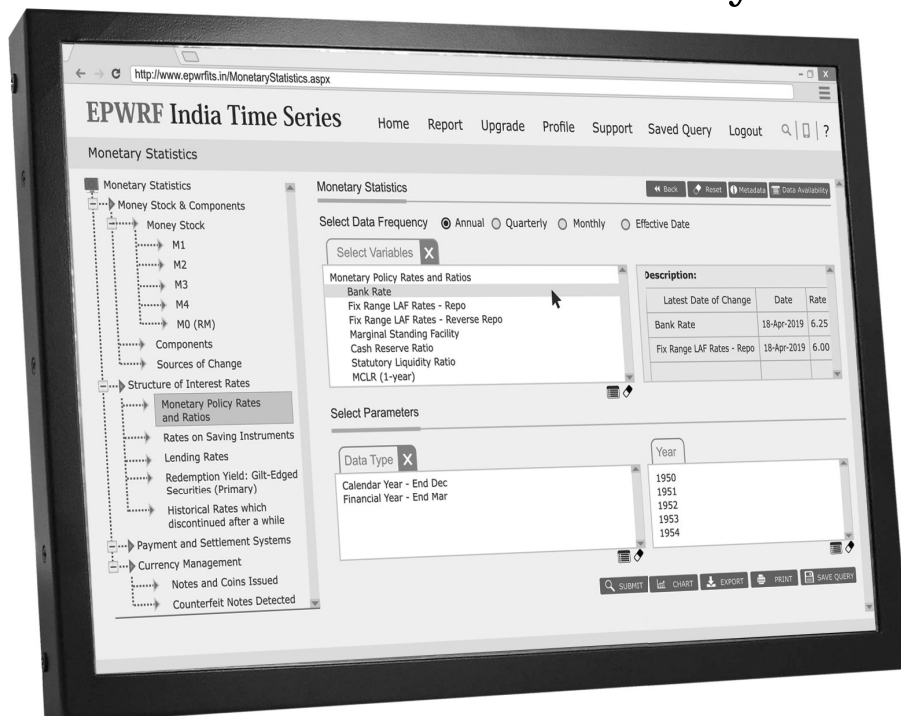 http://www.epwrfits.in/MonetaryStatistics.aspx
EPWRF India Time Series
Home Report Upgrade Profile Support Saved Query Logout ?
Monetary Statistics
Monetary Statistics
Money Stock & Components
Money Stock
M1
M2
M3
M4
M0 (RM)
Components
Sources of Change
Structure of Interest Rates
Monetary Policy Rates
and Ratios
Rates on Saving Instruments
Lending Rates
Redemption Yield: Gilt-Edged
Securities (Primary)
Historical Rates which
discontinued after a while
Payment and Settlement Systems
Currency Management
Notes and Coins Issued
Counterfeit Notes Detected
Monetary Statistics
Back Reset Metadata Data Availability
Select Data Frequency Annual Quarterly Monthly Effective Date
Select Variables X
Monetary Policy Rates and Ratios
Bank Rate
Fix Range LAF Rates - Repo
Fix Range LAF Rates - Reverse Repo
Marginal Standing Facility
Cash Reserve Ratio
Statutory Liquidity Ratio
MCLR (1-year)
Description:
Latest Date of Change Date Rate
Bank Rate 18-Apr-2019 6.25
Fix Range LAF Rates - Repo 18-Apr-2019 6.00
Select Parameters
Data Type X
Calendar Year - End Dec
Financial Year - End Mar
Year
1950
1951
1952
1953
1954
SUBMIT CHART EXPORT PRINT SAVE QUERY